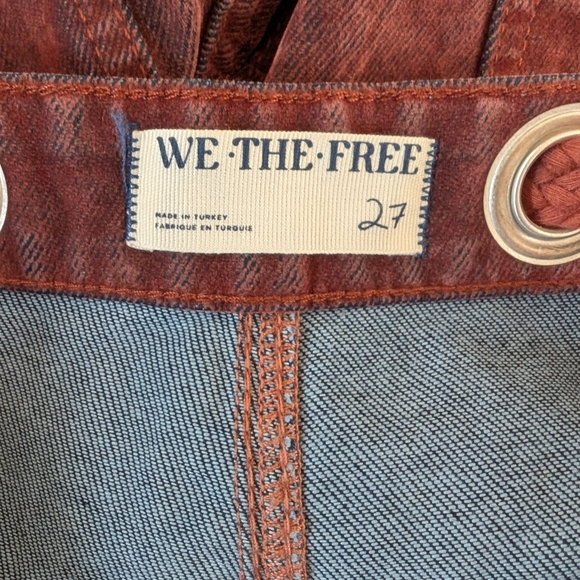 WE·THE·FREE
MADE IN TURKEY
FABRIQUE EN TURQUIE
27